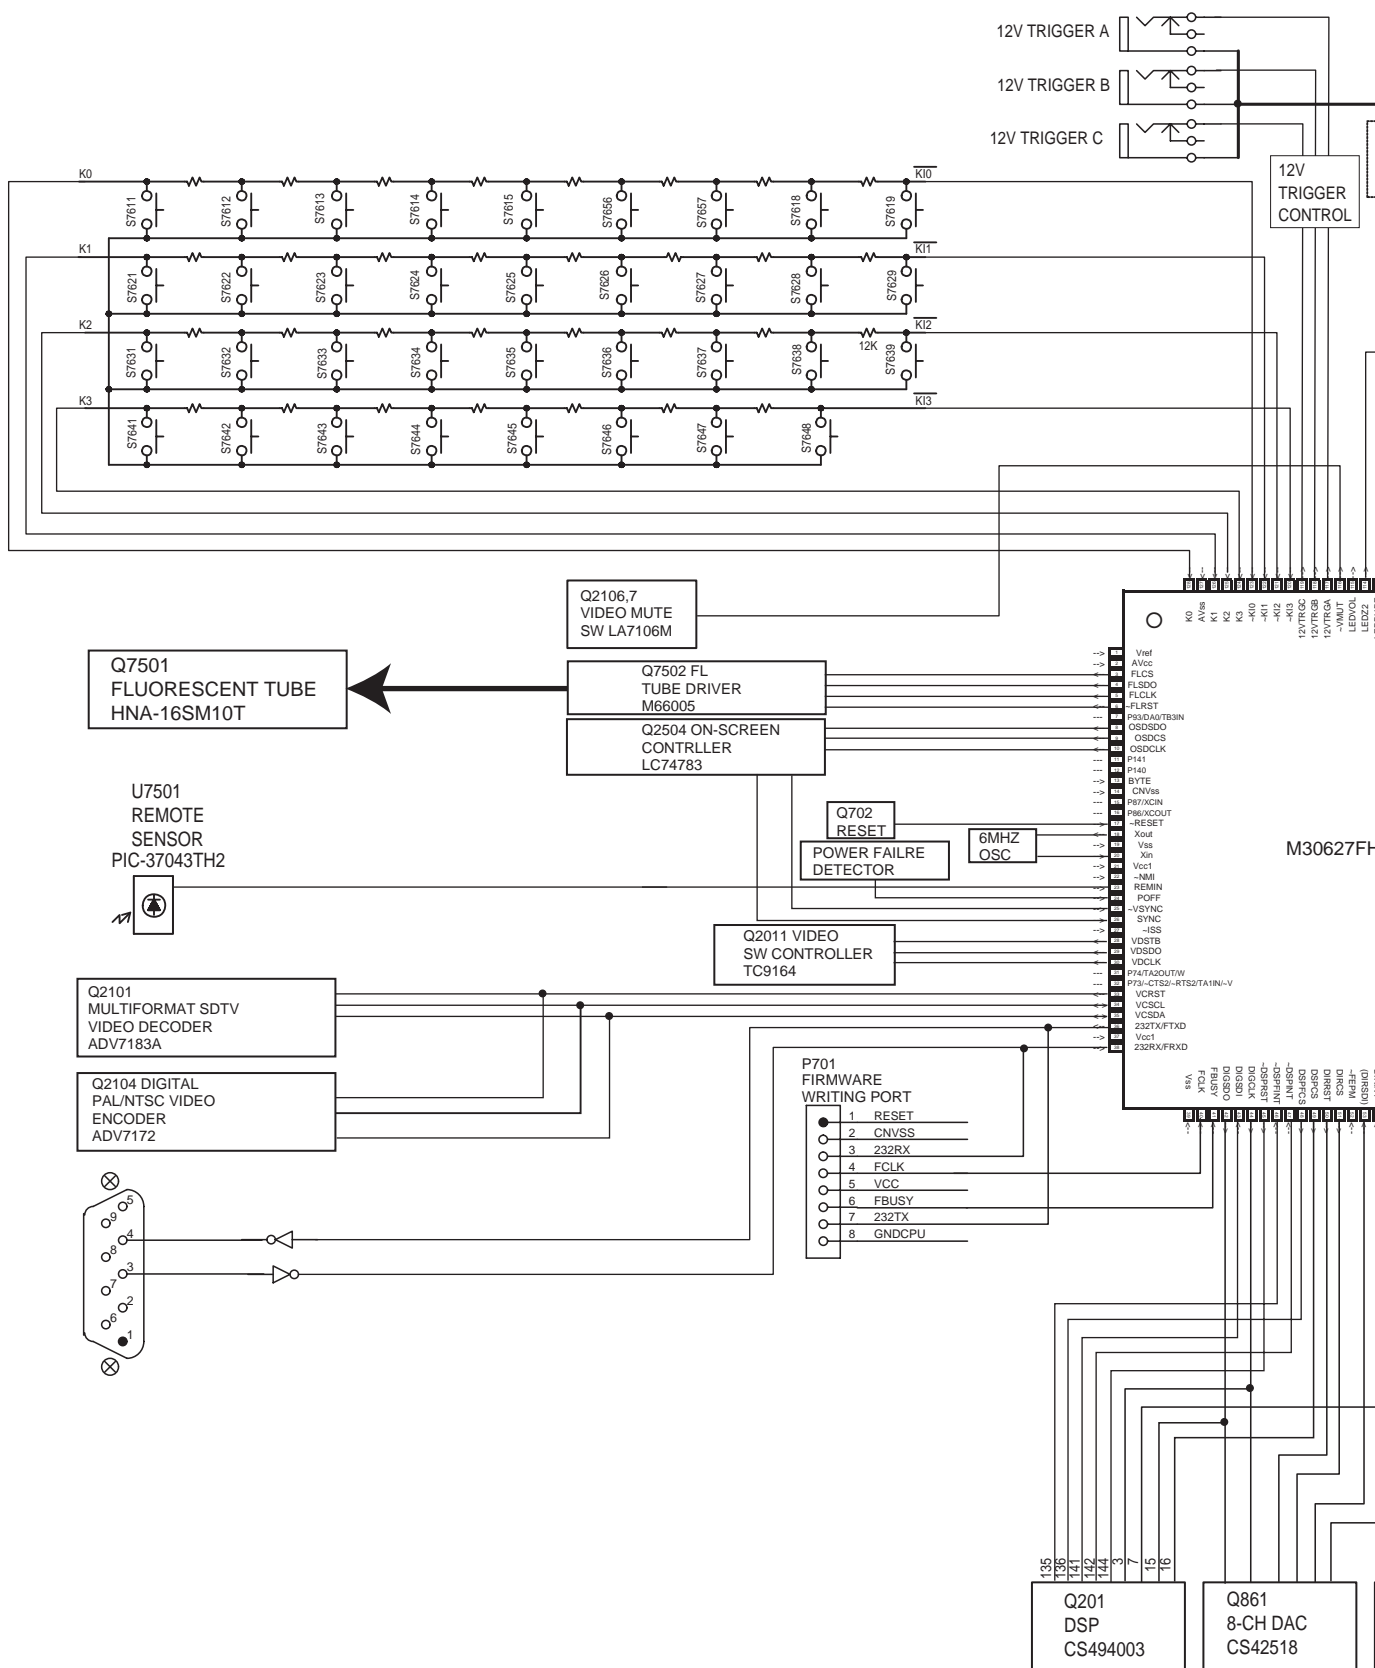 12V TRIGGER A
12V TRIGGER B
12V TRIGGER C
12V
TRIGGER
CONTROL
K0
KI0
S7611
S7612
S7613
S7614
S7615
S7656
S7657
S7618
S7619
K1
KI1
S7621
S7622
S7623
S7624
S7625
S7626
S7627
S7628
S7629
K2
KI2
12K
S7631
S7632
S7633
S7634
S7635
S7636
S7637
S7638
S7639
K3
KI3
S7641
S7642
S7643
S7644
S7645
S7646
S7647
S7648
Q2106,7
VIDEO MUTE
SW LA7106M
Q7501
FLUORESCENT TUBE
HNA-16SM10T
Q7502 FL
TUBE DRIVER
M66005
Q2504 ON-SCREEN
CONTRLLER
LC74783
U7501
REMOTE
SENSOR
PIC-37043TH2
Q702
RESET
6MHZ
OSC
POWER FAILRE
DETECTOR
Q2011 VIDEO
SW CONTROLLER
TC9164
Q2101
MULTIFORMAT SDTV
VIDEO DECODER
ADV7183A
Q2104 DIGITAL
PAL/NTSC VIDEO
ENCODER
ADV7172
K0
AVss
K1
K2
K3
~KI0
~KI1
~KI2
~KI3
12VTRGC
12VTRGB
12VTRGA
~VMUT
LEDVOL
LEDZ2
Vref
AVcc
FLCS
FLSDO
FLCLK
~FLRST
P93/DA0/TB3IN
OSDSDO
OSDCS
OSDCLK
P141
P140
BYTE
CNVss
P87/XCIN
P86/XCOUT
~RESET
Xout
Vss
Xin
Vcc1
~NMI
REMIN
POFF
~VSYNC
SYNC
~ISS
VDSTB
VDSDO
VDCLK
P74/TA2OUT/W
P73/~CTS2/~RTS2/TA1IN/~V
VCRST
VCSCL
VCSDA
232TX/FTXD
Vcc1
232RX/FRXD
M30627FH
Vss
FCLK
FBUSY
DIGSDO
DIGSDI
DIGCLK
~DSPRST
~DSPFINT
~DSPINT
DSPFCS
DSPCS
DIRRST
DIRCS
~FEPM
(DIRSDI)
P701
FIRMWARE
WRITING PORT
1 RESET
2 CNVSS
3 232RX
4 FCLK
5 VCC
6 FBUSY
7 232TX
8 GNDCPU
5
9
4
8
3
7
2
6
1
135
136
141
142
144
3
7
15
16
Q201
DSP
CS494003
Q861
8-CH DAC
CS42518